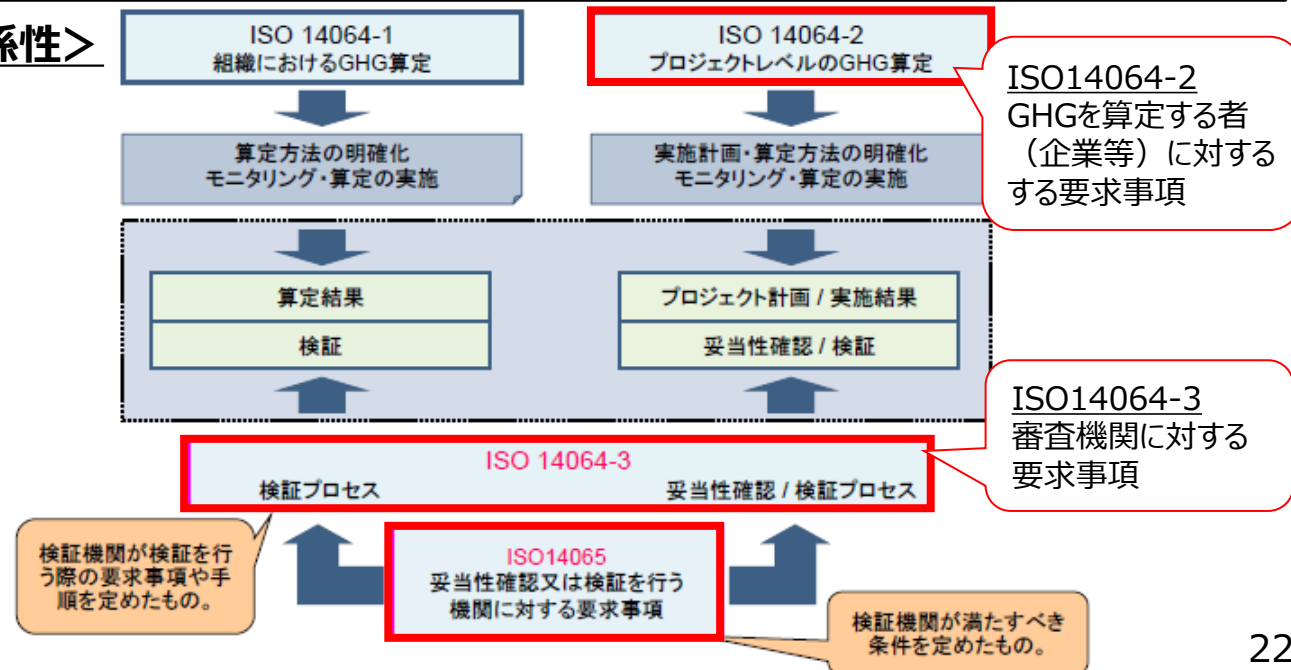 係性＞
ISO 14064-1
組織におけるGHG算定
ISO 14064-2
プロジェクトレベルのGHG算定
ISO14064-2
GHGを算定する者
（企業等）に対する
する要求事項
算定方法の明確化
モニタリング・算定の実施
実施計画・算定方法の明確化
モニタリング・算定の実施
算定結果
検証
プロジェクト計画 / 実施結果
妥当性確認 / 検証
ISO14064-3
審査機関に対する
要求事項
ISO 14064-3
検証プロセス
妥当性確認 / 検証プロセス
検証機関が検証を行
う際の要求事項や手
順を定めたもの。
ISO14065
妥当性確認又は検証を行う
機関に対する要求事項
検証機関が満たすべき
条件を定めたもの。
22